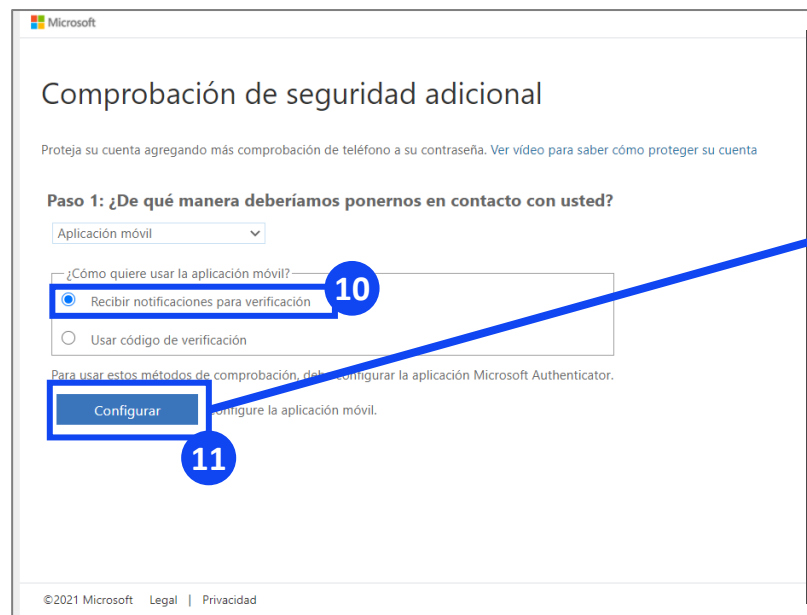 Microsoft
Comprobación de seguridad adicional
Proteja su cuenta agregando más comprobación de teléfono a su contraseña. Ver vídeo para saber cómo proteger su cuenta
Paso 1: ¿De qué manera deberíamos ponernos en contacto con usted?
Aplicación móvil
¿Cómo quiere usar la aplicación móvil?
10
Recibir notificaciones para verificación
Usar código de verificación
Para usar estos métodos de comprobación, debe configurar la aplicación Microsoft Authenticator.
Configurar configure la aplicación móvil.
11
©2021 Microsoft Legal | Privacidad